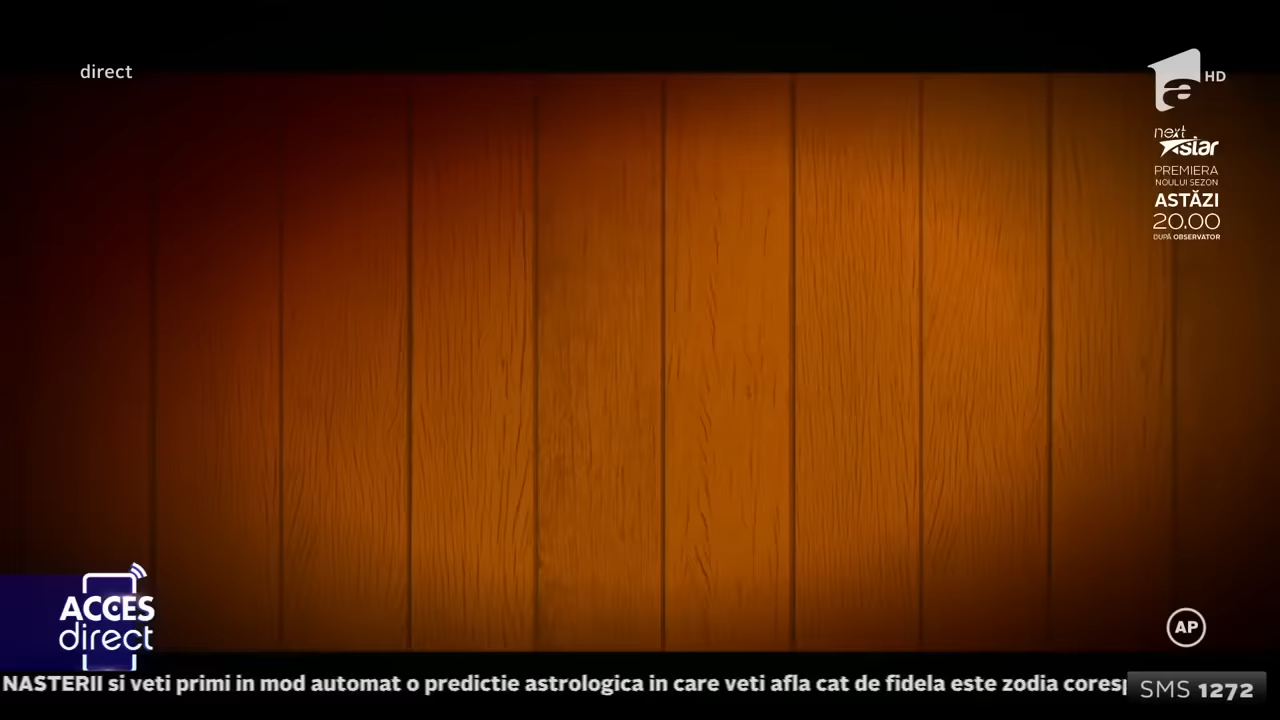 direct
HD
next
star
PREMIERA
NOULUI SEZON
ASTĂZI
20.00
DUPĂ OBSERVATOR
ACCES
direct
AP
NASTERII si veti primi in mod automat o predictie astrologica in care veti afla cat de fidela este zodia coresp
SMS 1272